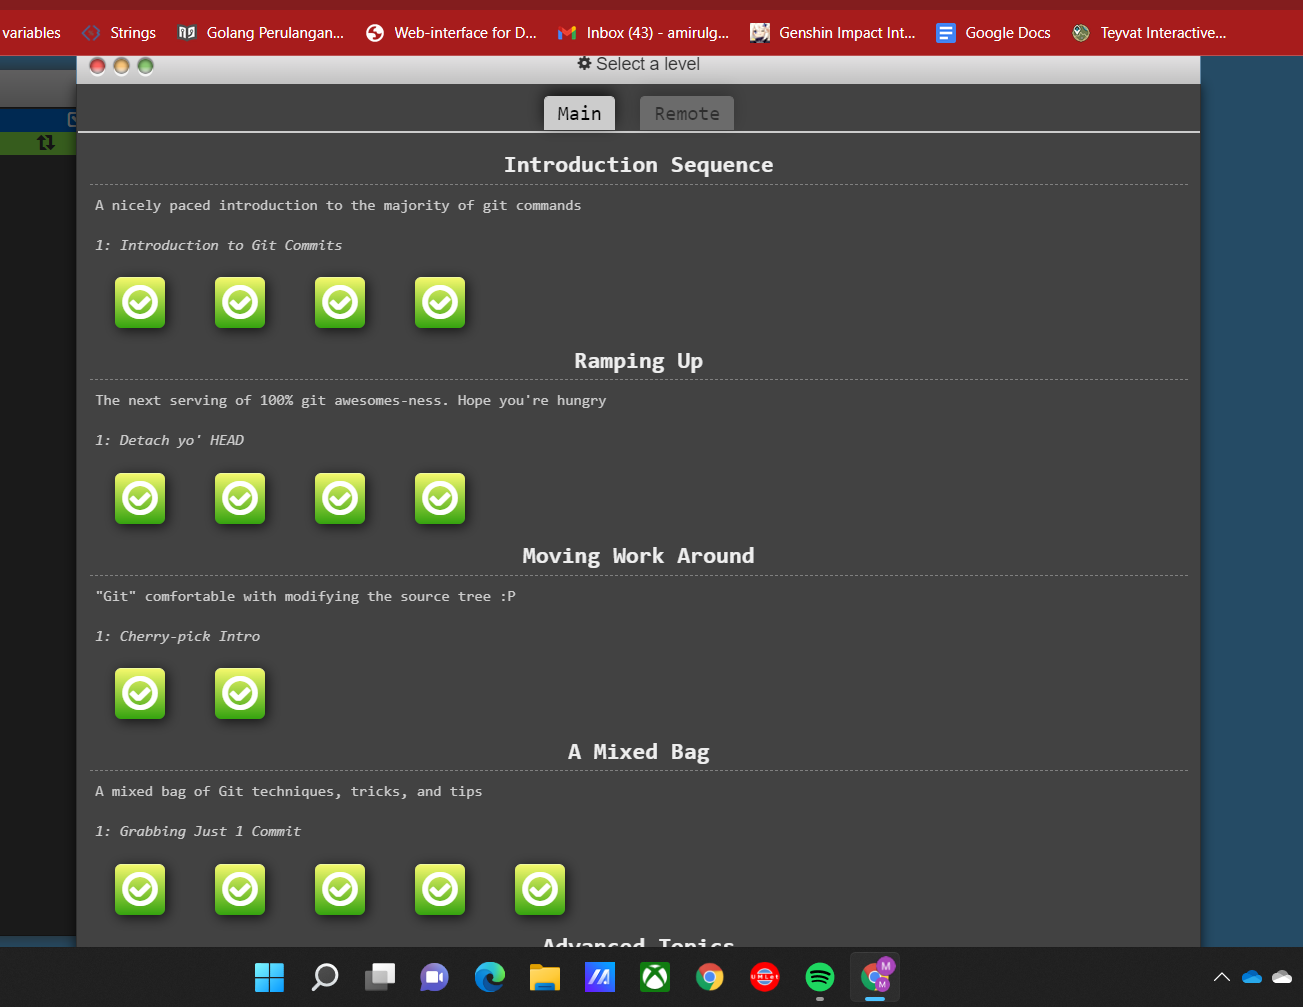 variables Strings Golang Perulangan... Web-interface for D... Inbox (43) - amirulg... Genshin Impact Int... Google Docs Teyvat Interactive...
Select a level
Main Remote
Introduction Sequence
A nicely paced introduction to the majority of git commands
1: Introduction to Git Commits
Ramping Up
The next serving of 100% git awesomes-ness. Hope you're hungry
1: Detach yo' HEAD
Moving Work Around
"Git" comfortable with modifying the source tree :P
1: Cherry-pick Intro
A Mixed Bag
A mixed bag of Git techniques, tricks, and tips
1: Grabbing Just 1 Commit
Advanced Topics
UMLet
M
M